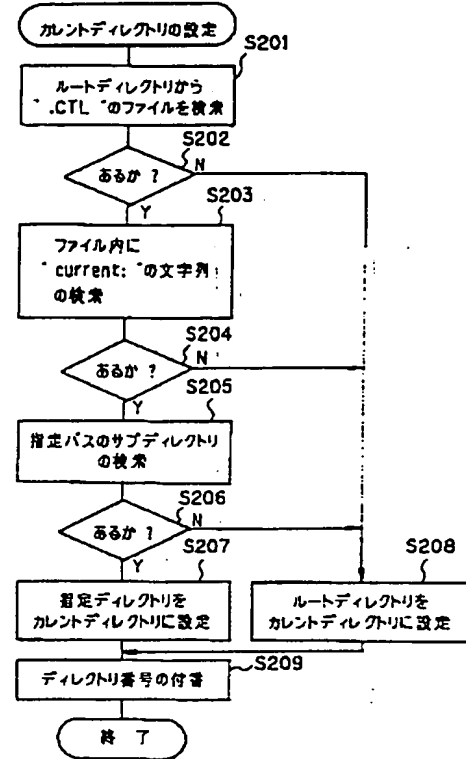 カレントディレクトリの設定
S201
ルートディレクトリから
" .CTL "のファイルを検索
S202
あるか ?
N
Y
S203
ファイル内に
" current: "の文字列
の検索
S204
あるか ?
N
Y
S205
指定パスのサブディレクトリ
の検索
S206
あるか ?
N
Y
S207
指定ディレクトリを
カレントディレクトリに設定
S208
ルートディレクトリを
カレントディレクトリに設定
S209
ディレクトリ番号の付番
終 了